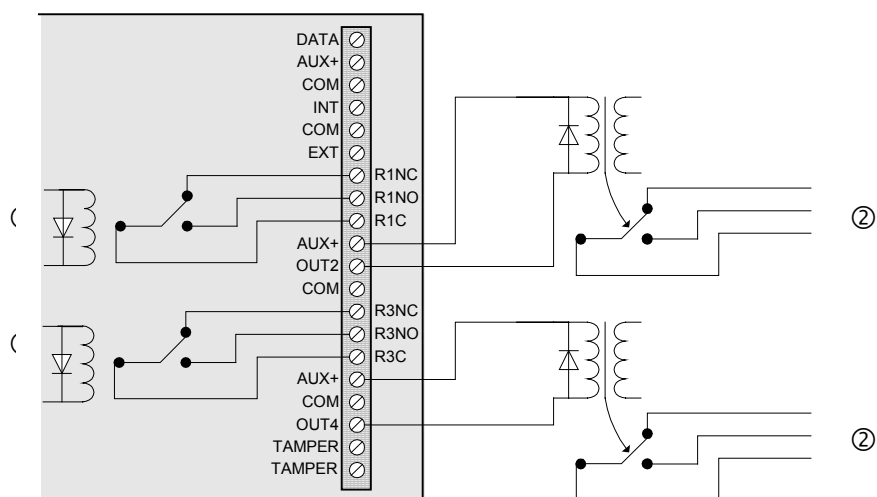 DATA
AUX+
COM
INT
COM
EXT
R1NC
R1NO
R1C
②
AUX+
OUT2
COM
R3NC
R3NO
R3C
AUX+
COM
OUT4
②
TAMPER
TAMPER